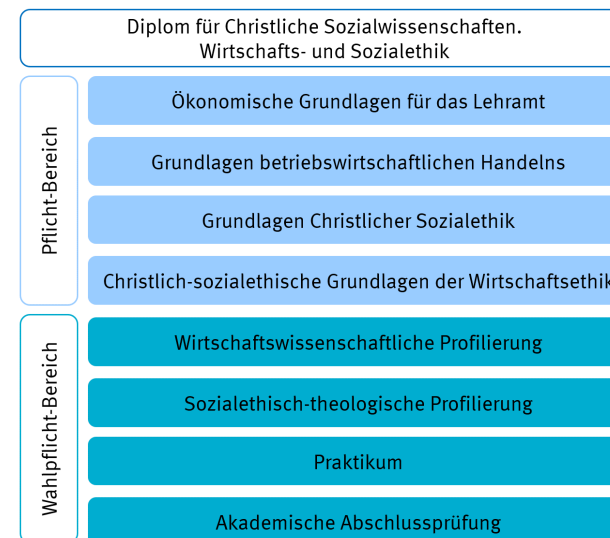 Diplom für Christliche Sozialwissenschaften.
Wirtschafts- und Sozialethik
Pflicht-Bereich
Ökonomische Grundlagen für das Lehramt
Grundlagen betriebswirtschaftlichen Handelns
Grundlagen Christlicher Sozialethik
Christlich-sozialethische Grundlagen der Wirtschaftsethik
Wahlpflicht-Bereich
Wirtschaftswissenschaftliche Profilierung
Sozialethisch-theologische Profilierung
Praktikum
Akademische Abschlussprüfung